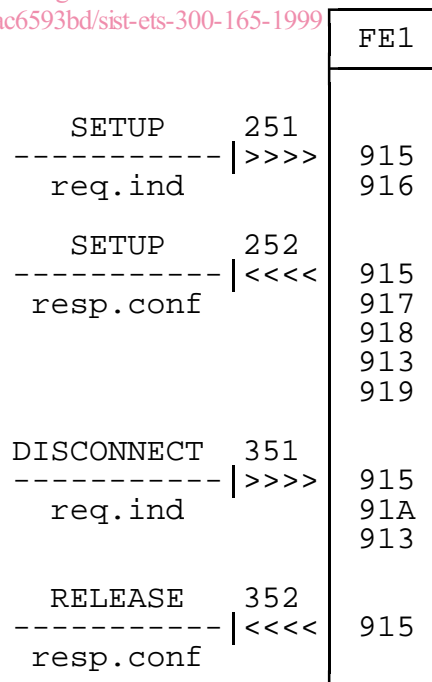 ac6593bd/sist-ets-300-165-1999
FE1
SETUP 251
-----------|>>>> 915
req.ind 916
SETUP 252
-----------|<<<< 915
resp.conf 917
918
913
919
DISCONNECT 351
-----------|>>>> 915
req.ind 91A
913
RELEASE 352
-----------|<<<< 915
resp.conf